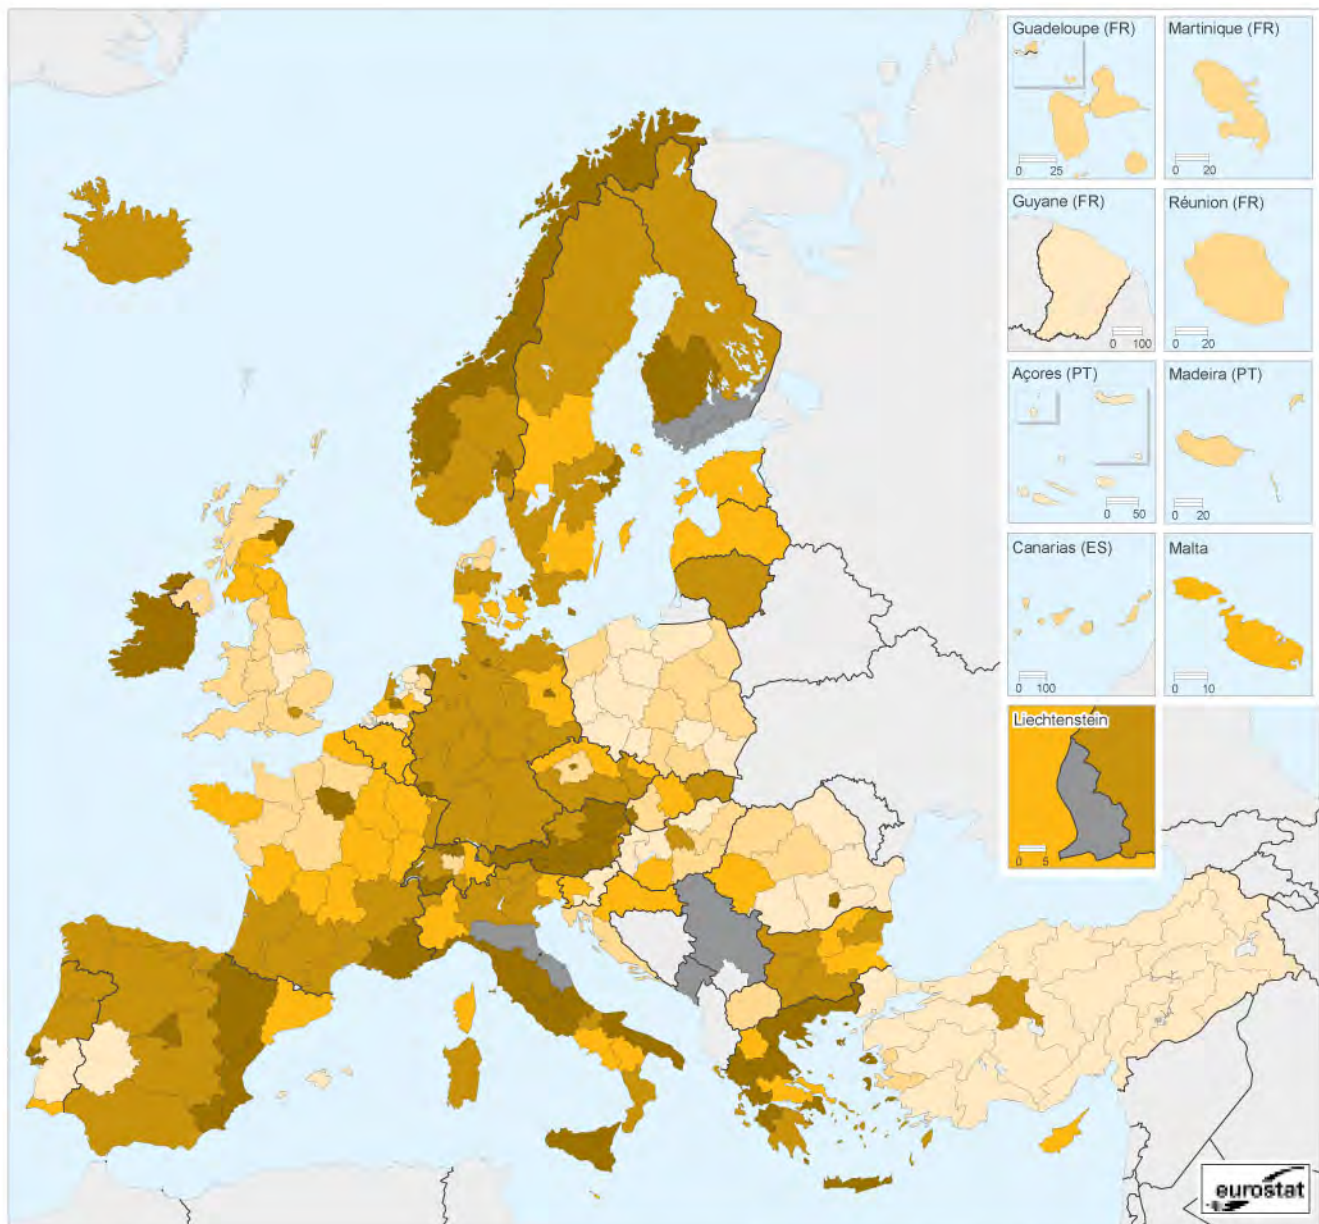 Guadeloupe (FR)
0 25
Martinique (FR)
0 20
Guyane (FR)
0 100
Réunion (FR)
0 20
Açores (PT)
0 50
Madeira (PT)
0 20
Canarias (ES)
0 100
Malta
0 10
Liechtenstein
0 5
eurostat